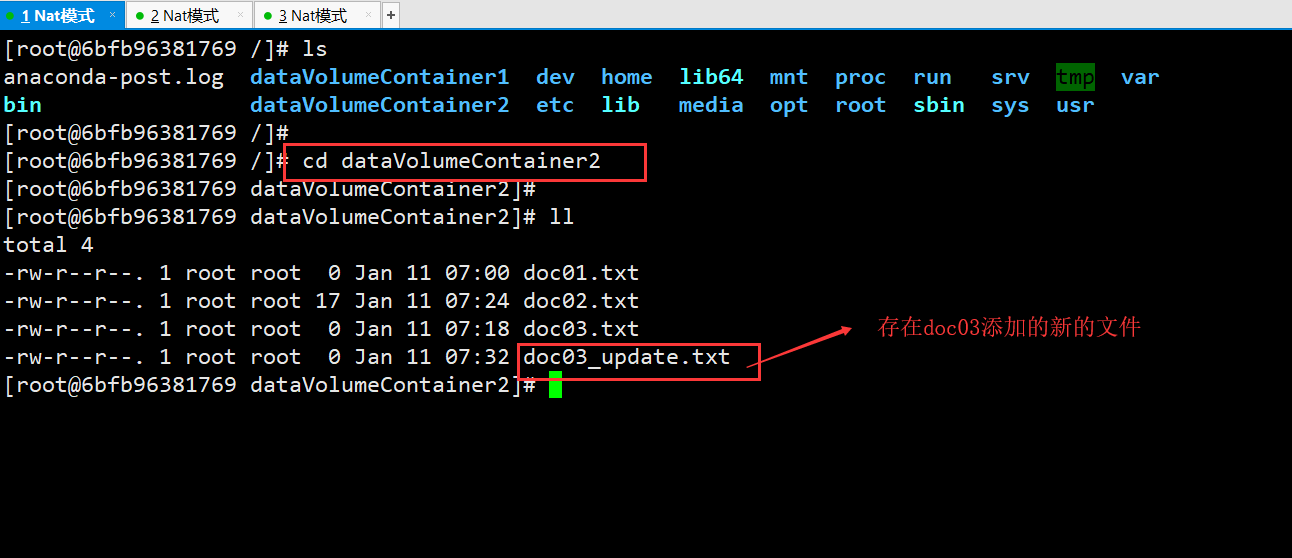 1 Nat模式 × 2 Nat模式 × 3 Nat模式 × +
[root@6bfb96381769 /]# ls
anaconda-post.log dataVolumeContainer1 dev home lib64 mnt proc run srv tmp var
bin dataVolumeContainer2 etc lib media opt root sbin sys usr
[root@6bfb96381769 /]#
[root@6bfb96381769 /]# cd dataVolumeContainer2
[root@6bfb96381769 dataVolumeContainer2]#
[root@6bfb96381769 dataVolumeContainer2]# ll
total 4
-rw-r--r--. 1 root root 0 Jan 11 07:00 doc01.txt
-rw-r--r--. 1 root root 17 Jan 11 07:24 doc02.txt
-rw-r--r--. 1 root root 0 Jan 11 07:18 doc03.txt
存在doc03添加的新的文件
-rw-r--r--. 1 root root 0 Jan 11 07:32 doc03_update.txt
[root@6bfb96381769 dataVolumeContainer2]#